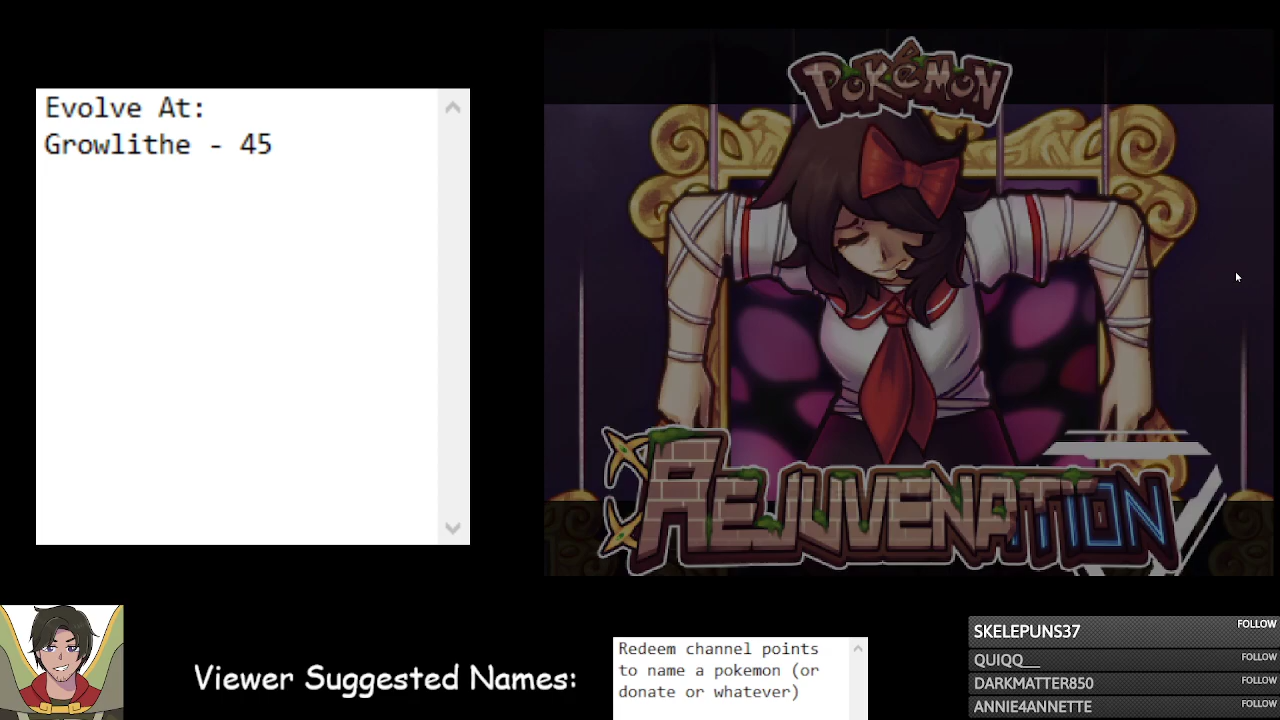 Evolve At:
Growlithe - 45
POKéMON
REJUVENATION
Viewer Suggested Names:
Redeem channel points
to name a pokemon (or
donate or whatever)
SKELEPUNS37 FOLLOW
QUIQQ__ FOLLOW
DARKMATTER850 FOLLOW
ANNIE4ANNETTE FOLLOW